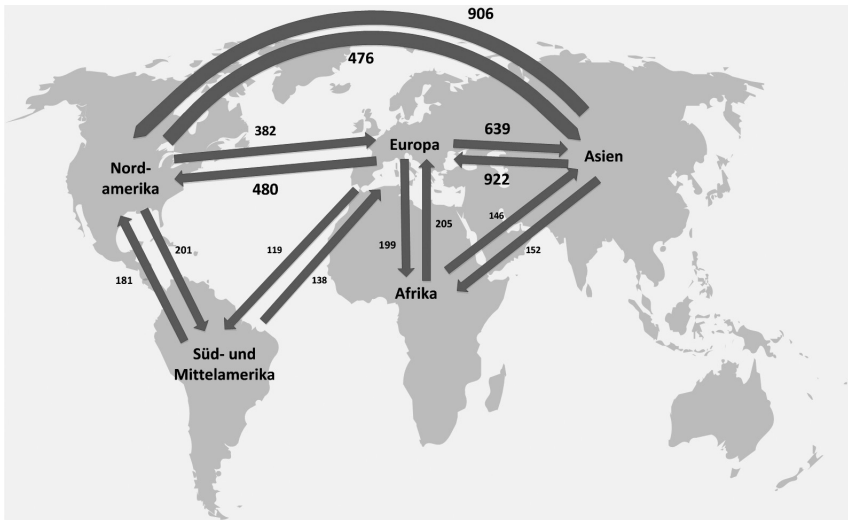 906
476
382
Europa
639
Asien
Nord-
amerika
480
922
146
205
201
119
199
152
181
138
Afrika
Süd- und
Mittelamerika